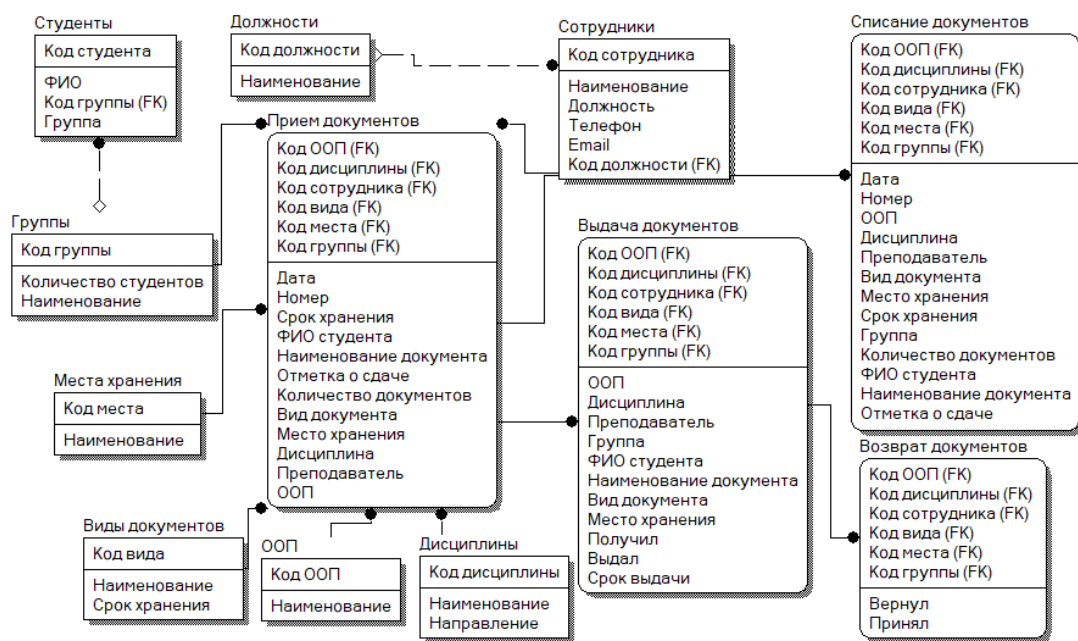 Студенты
Код студента
ФИО
Код группы (FK)
Группа
Должности
Код должности
Наименование
Сотрудники
Код сотрудника
Наименование
Должность
Телефон
Email
Код должности (FK)
Списание документов
Код ООП (FK)
Код дисциплины (FK)
Код сотрудника (FK)
Код вида (FK)
Код места (FK)
Код группы (FK)
Дата
Номер
ООП
Дисциплина
Преподаватель
Вид документа
Место хранения
Срок хранения
Группа
Количество документов
ФИО студента
Наименование документа
Отметка о сдаче
Прием документов
Код ООП (FK)
Код дисциплины (FK)
Код сотрудника (FK)
Код вида (FK)
Код места (FK)
Код группы (FK)
Дата
Номер
Срок хранения
ФИО студента
Наименование документа
Отметка о сдаче
Количество документов
Вид документа
Место хранения
Дисциплина
Преподаватель
ООП
Группы
Код группы
Количество студентов
Наименование
Выдача документов
Код ООП (FK)
Код дисциплины (FK)
Код сотрудника (FK)
Код вида (FK)
Код места (FK)
Код группы (FK)
ООП
Дисциплина
Преподаватель
Группа
ФИО студента
Наименование документа
Вид документа
Место хранения
Получил
Выдал
Срок выдачи
Места хранения
Код места
Наименование
Возврат документов
Код ООП (FK)
Код дисциплины (FK)
Код сотрудника (FK)
Код вида (FK)
Код места (FK)
Код группы (FK)
Вернул
Принял
Виды документов
Код вида
Наименование
Срок хранения
ООП
Код ООП
Наименование
Дисциплины
Код дисциплины
Наименование
Направление